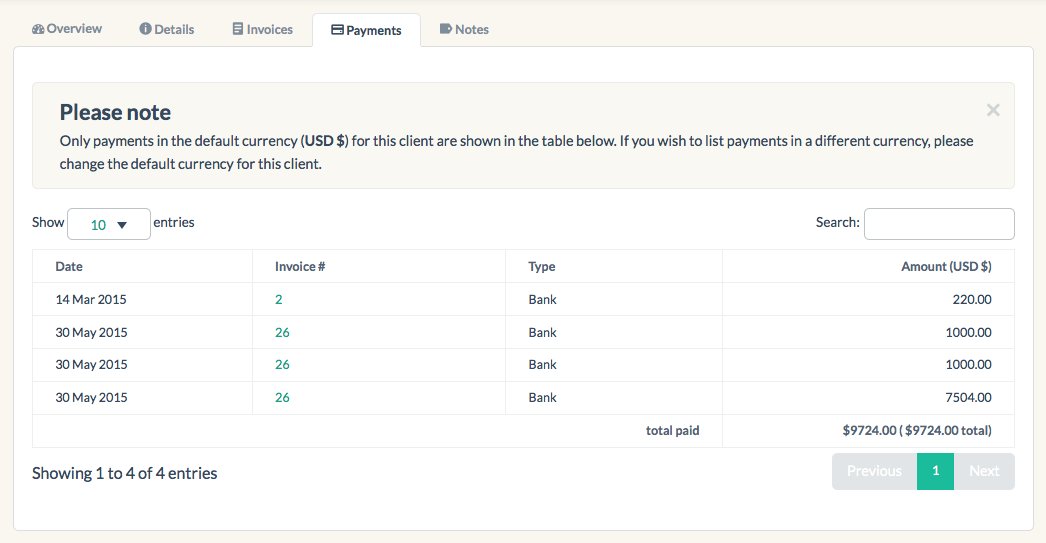 Overview Details Invoices Payments Notes
Please note
Only payments in the default currency (USD $) for this client are shown in the table below. If you wish to list payments in a different currency, please
change the default currency for this client.
Show 10 entries Search:
Date Invoice # Type Amount (USD $)
14 Mar 2015 2 Bank 220.00
30 May 2015 26 Bank 1000.00
30 May 2015 26 Bank 1000.00
30 May 2015 26 Bank 7504.00
total paid $9724.00 ( $9724.00 total)
Showing 1 to 4 of 4 entries Previous 1 Next